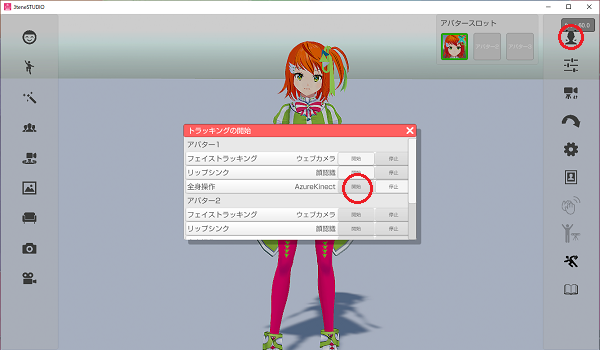 3teneSTUDIO
アバタースロット
アバター2
アバター3
60.0
トラッキングの開始
アバター1
フェイストラッキング ウェブカメラ 開始 停止
リップシンク 顔認識 開始 停止
全身操作 AzureKinect 開始 停止
アバター2
フェイストラッキング ウェブカメラ 開始 停止
リップシンク 顔認識 開始 停止